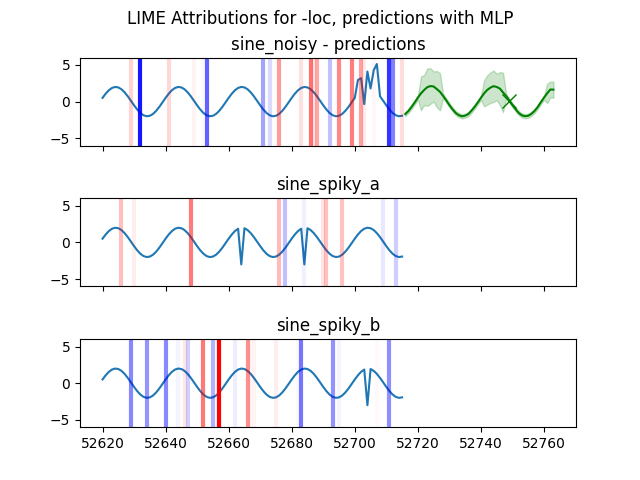 LIME Attributions for -loc, predictions with MLP
sine_noisy - predictions
5
0
−5
sine_spiky_a
5
0
−5
sine_spiky_b
5
0
−5
52620 52640 52660 52680 52700 52720 52740 52760